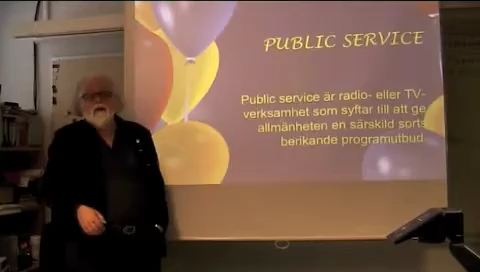 PUBLIC SERVICE
Public service är radio- eller TV-
verksamhet som syftar till att ge
allmänheten en särskild sorts
berikande programutbud